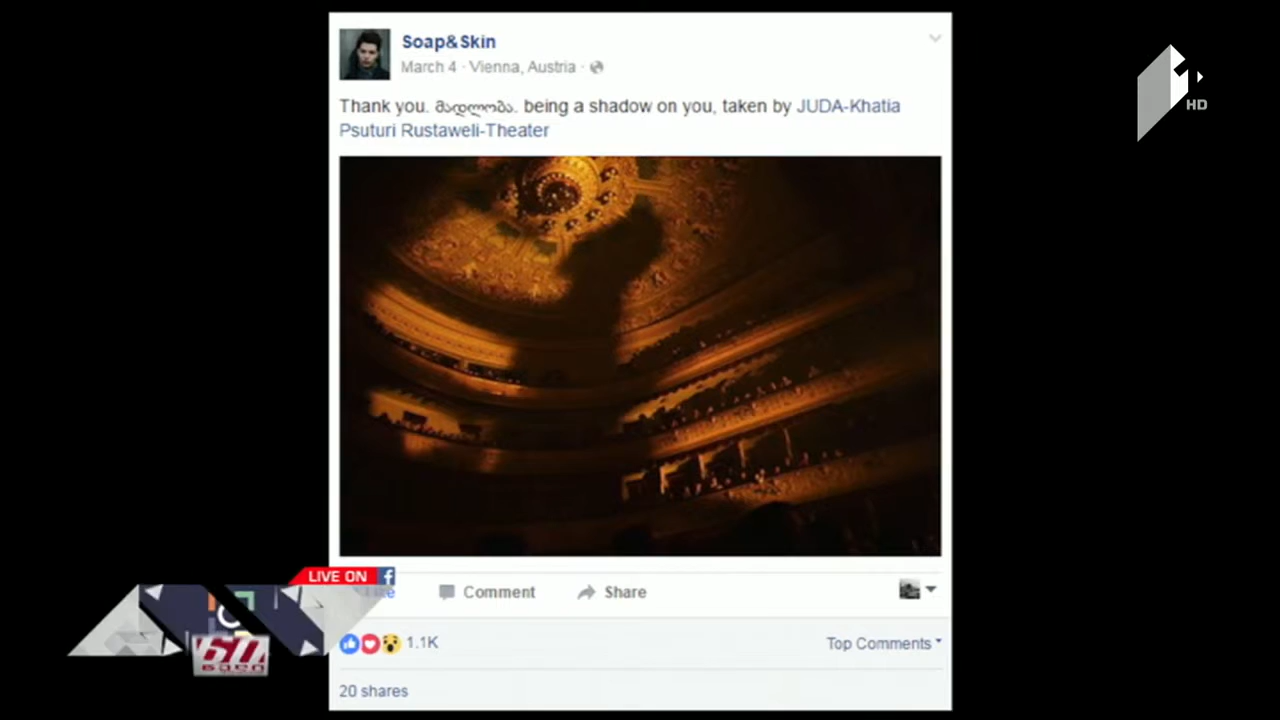 Soap&Skin
March 4 · Vienna, Austria ·
Thank you. მადლობა. being a shadow on you, taken by JUDA-Khatia
Psuturi Rustaweli-Theater
HD
LIVE ON
Comment
Share
1.1K
Top Comments
20 shares